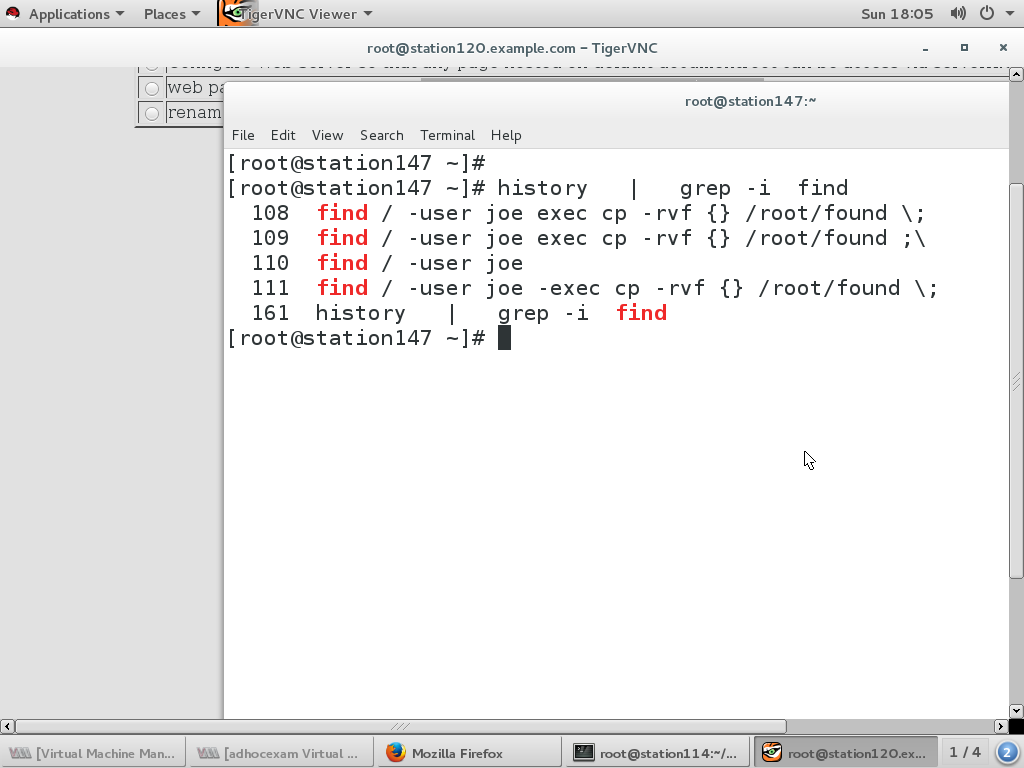 Applications Places TigerVNC Viewer Sun 18:05
root@station120.example.com – TigerVNC
web pa
root@station147:~
renam
File Edit View Search Terminal Help
[root@station147 ~]#
[root@station147 ~]# history | grep -i find
108 find / -user joe exec cp -rvf {} /root/found \;
109 find / -user joe exec cp -rvf {} /root/found ;\
110 find / -user joe
111 find / -user joe -exec cp -rvf {} /root/found \;
161 history | grep -i find
[root@station147 ~]#
[Virtual Machine Man... [adhocexam Virtual ... Mozilla Firefox root@station114:~/... root@station120.ex... 1 / 4 2